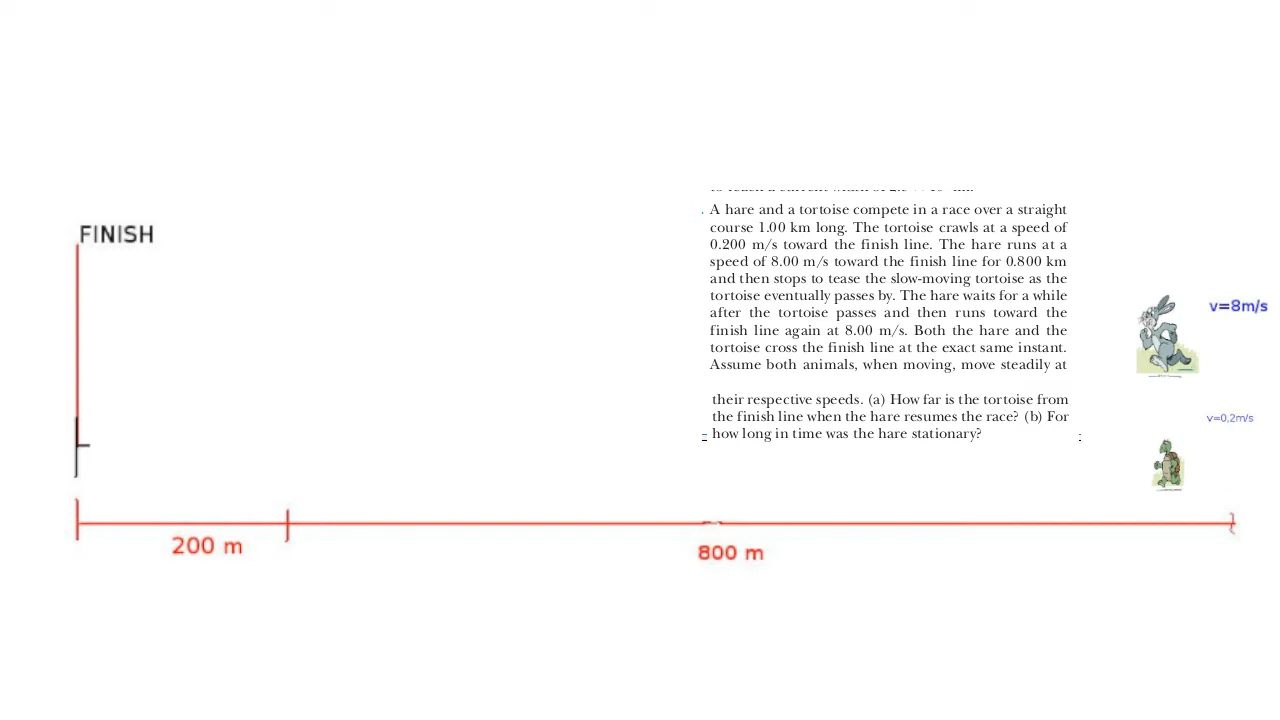 A hare and a tortoise compete in a race over a straight
course 1.00 km long. The tortoise crawls at a speed of
0.200 m/s toward the finish line. The hare runs at a
speed of 8.00 m/s toward the finish line for 0.800 km
and then stops to tease the slow-moving tortoise as the
tortoise eventually passes by. The hare waits for a while
after the tortoise passes and then runs toward the
finish line again at 8.00 m/s. Both the hare and the
tortoise cross the finish line at the exact same instant.
Assume both animals, when moving, move steadily at
their respective speeds. (a) How far is the tortoise from
the finish line when the hare resumes the race? (b) For
how long in time was the hare stationary?
FINISH
v=8m/s
v=0,2m/s
200 m
800 m